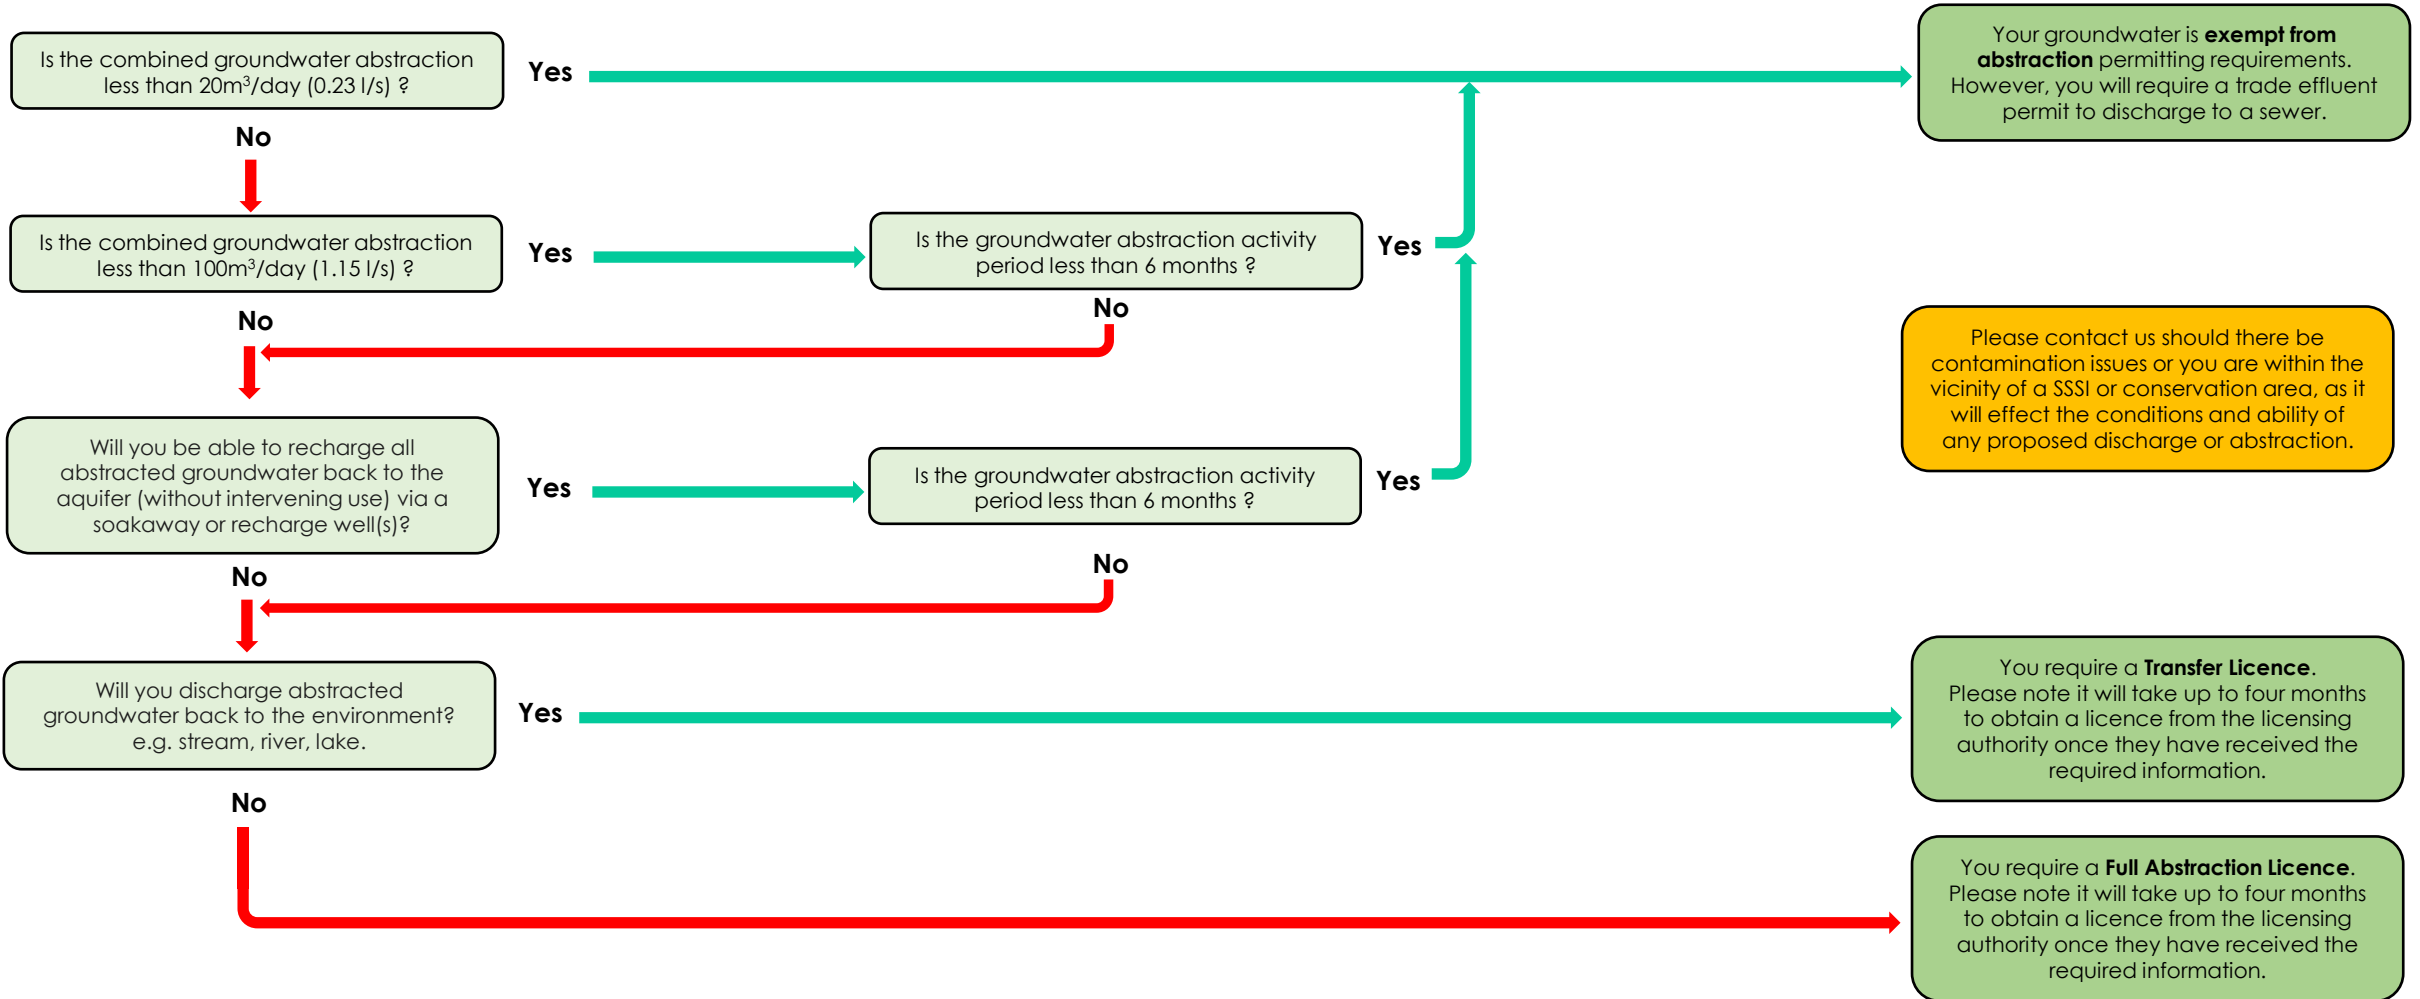 Is the combined groundwater abstraction
less than 20m³/day (0.23 l/s) ?
Yes
Your groundwater is exempt from
abstraction permitting requirements.
However, you will require a trade effluent
permit to discharge to a sewer.
No
Is the combined groundwater abstraction
less than 100m³/day (1.15 l/s) ?
Yes
Is the groundwater abstraction activity
period less than 6 months ?
Yes
No
No
Please contact us should there be
contamination issues or you are within the
vicinity of a SSSI or conservation area, as it
will effect the conditions and ability of
any proposed discharge or abstraction.
Will you be able to recharge all
abstracted groundwater back to the
aquifer (without intervening use) via a
soakaway or recharge well(s)?
Yes
Is the groundwater abstraction activity
period less than 6 months ?
Yes
No
No
Will you discharge abstracted
groundwater back to the environment?
e.g. stream, river, lake.
Yes
You require a Transfer Licence.
Please note it will take up to four months
to obtain a licence from the licensing
authority once they have received the
required information.
No
You require a Full Abstraction Licence.
Please note it will take up to four months
to obtain a licence from the licensing
authority once they have received the
required information.